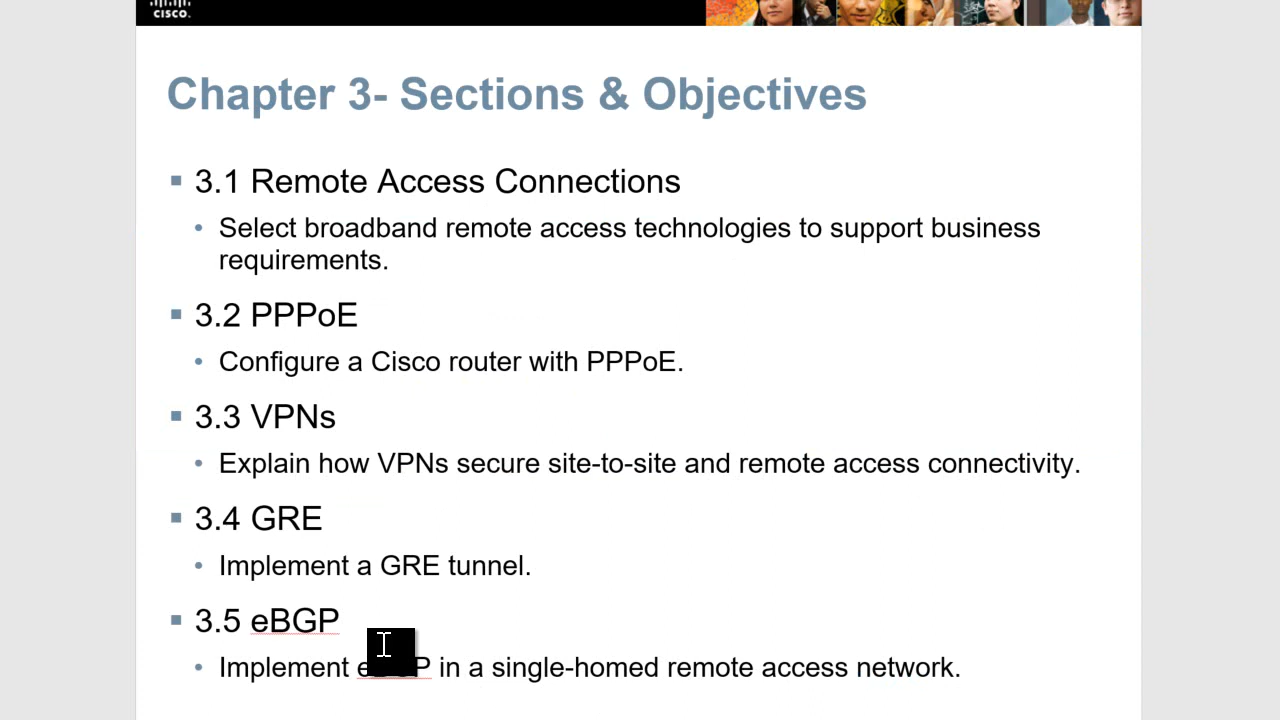 CISCO.
Chapter 3- Sections & Objectives
3.1 Remote Access Connections
Select broadband remote access technologies to support business
requirements.
3.2 PPPoE
Configure a Cisco router with PPPoE.
3.3 VPNs
Explain how VPNs secure site-to-site and remote access connectivity.
3.4 GRE
Implement a GRE tunnel.
3.5 eBGP
Implement eBGP in a single-homed remote access network.